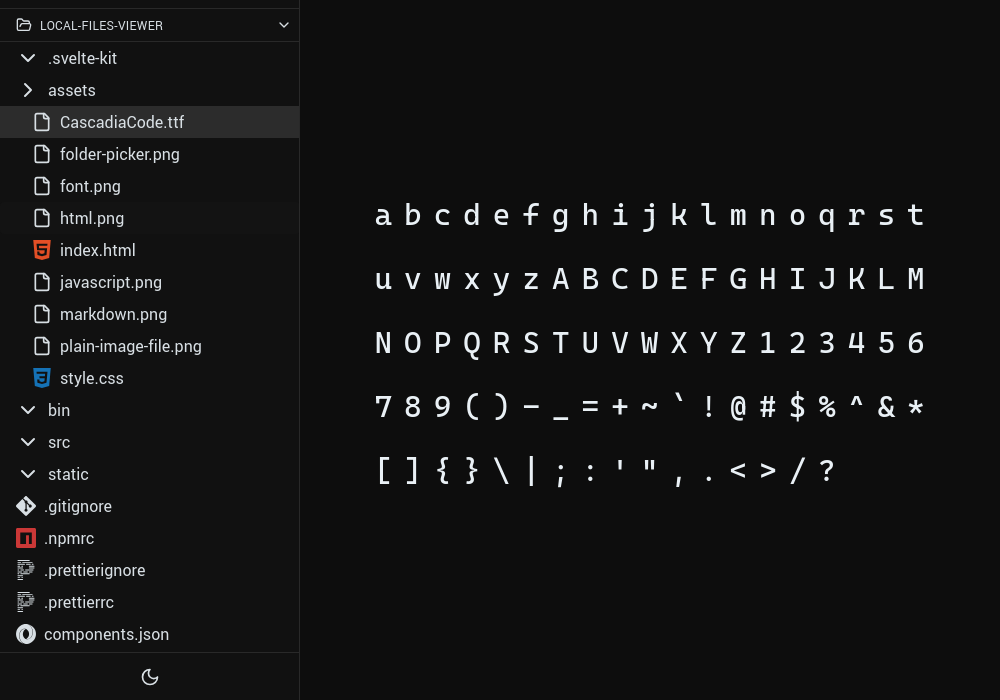 LOCAL-FILES-VIEWER
.svelte-kit
assets
CascadiaCode.ttf
folder-picker.png
font.png
html.png
index.html
javascript.png
markdown.png
plain-image-file.png
style.css
bin
src
static
.gitignore
.npmrc
.prettierignore
.prettierrc
components.json
a b c d e f g h i j k l m n o q r s t
u v w x y z A B C D E F G H I J K L M
N O P Q R S T U V W X Y Z 1 2 3 4 5 6
7 8 9 ( ) - _ = + ~ ` ! @ # $ % ^ & *
[ ] { } \ | ; : ' " , . < > / ?